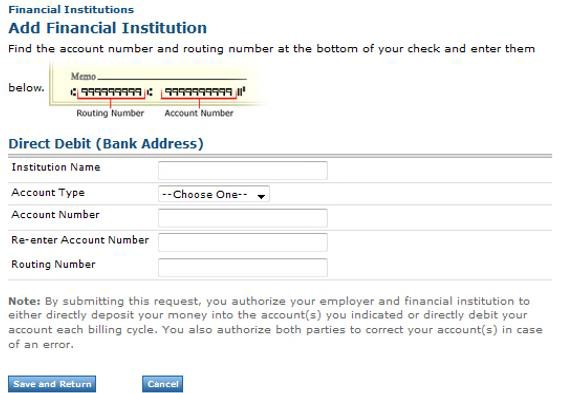 Financial Institutions
Add Financial Institution
Find the account number and routing number at the bottom of your check and enter them
below.
Memo
⑆999999999⑆ ⑆999999999⑈
Routing Number Account Number
Direct Debit (Bank Address)
Institution Name
Account Type --Choose One--
Account Number
Re-enter Account Number
Routing Number
Note: By submitting this request, you authorize your employer and financial institution to
either directly deposit your money into the account(s) you indicated or directly debit your
account each billing cycle. You also authorize both parties to correct your account(s) in case
of an error.
Save and Return Cancel